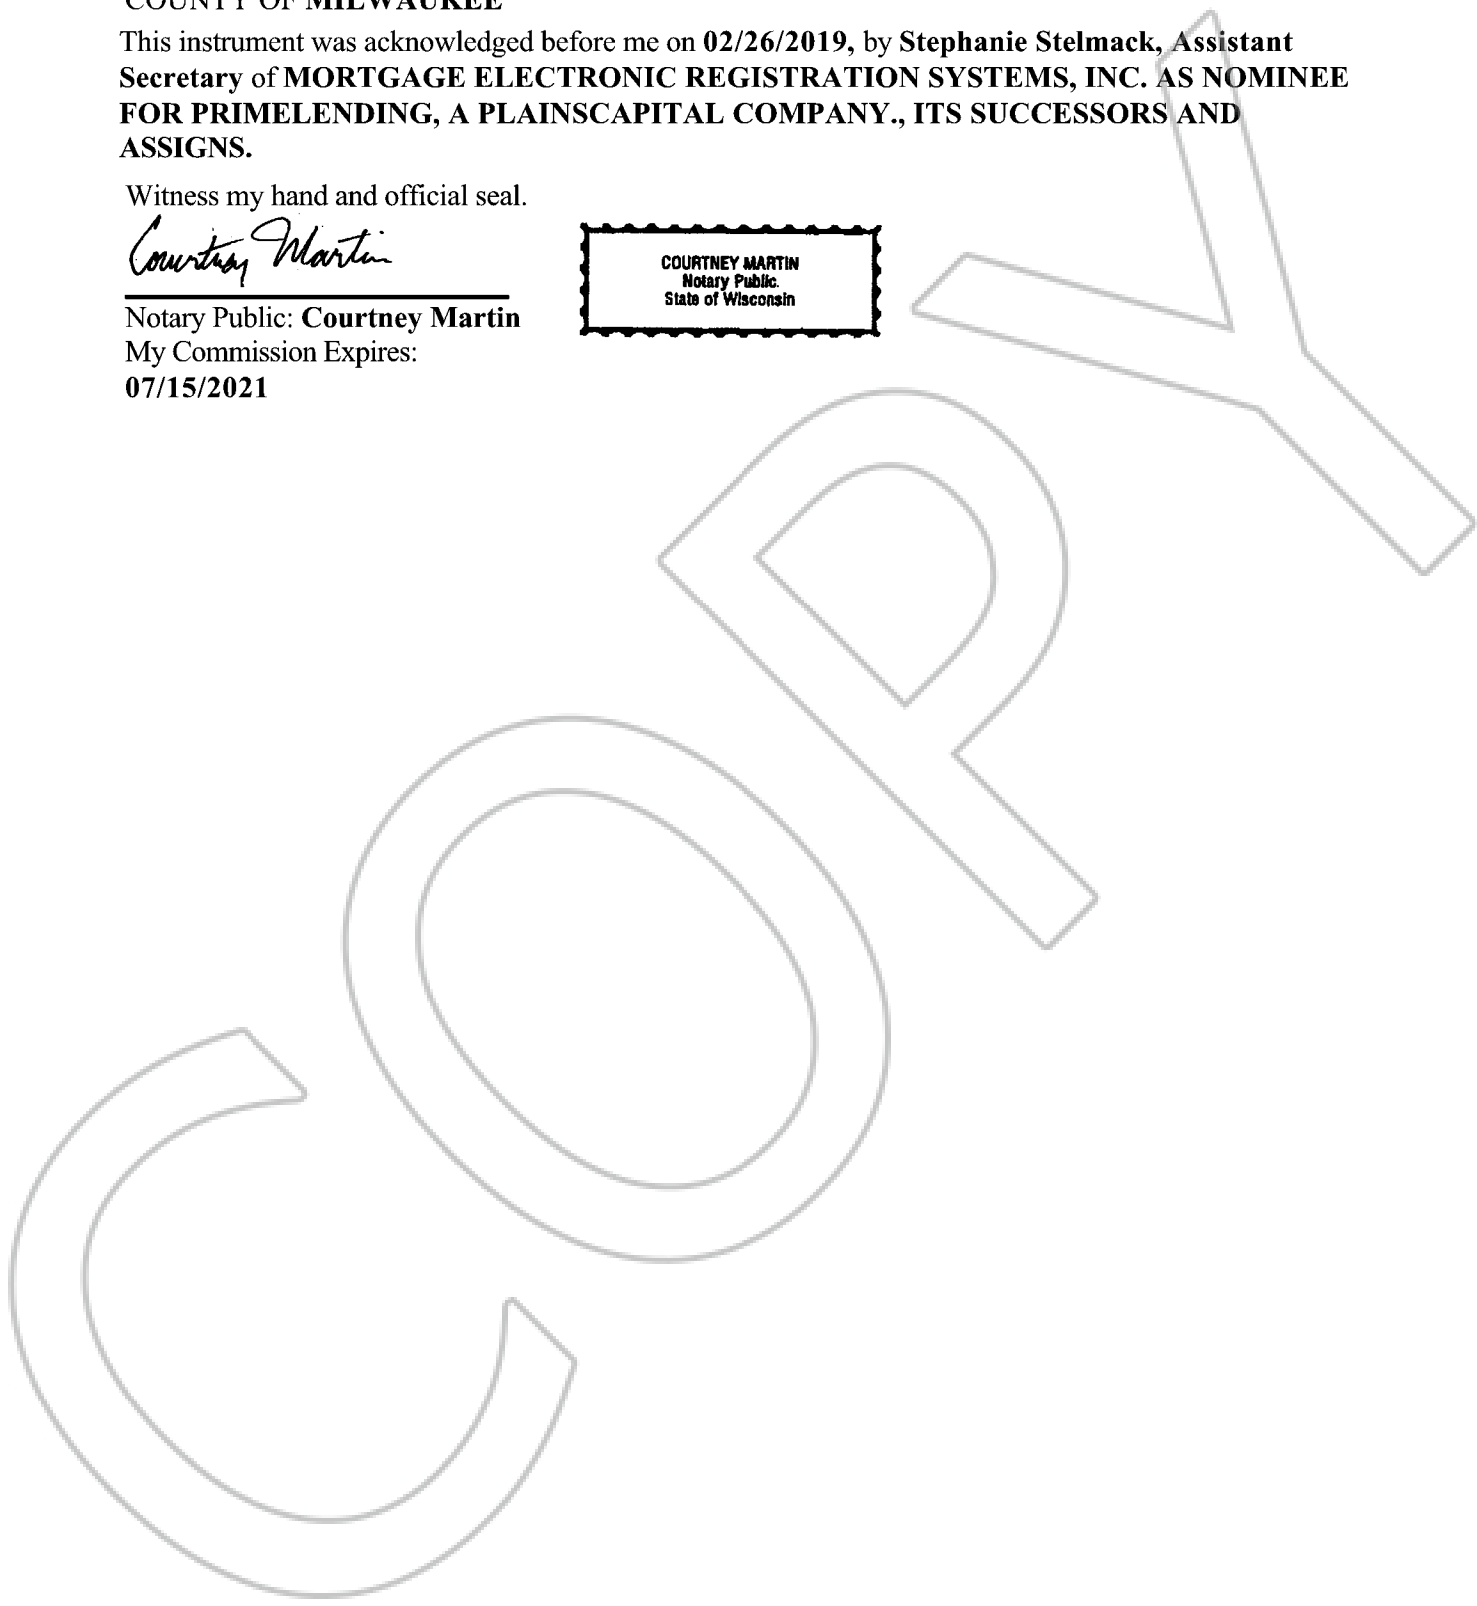 COUNTY OF MILWAUKEE
This instrument was acknowledged before me on 02/26/2019, by Stephanie Stelmack, Assistant
Secretary of MORTGAGE ELECTRONIC REGISTRATION SYSTEMS, INC. AS NOMINEE
FOR PRIMELENDING, A PLAINSCAPITAL COMPANY., ITS SUCCESSORS AND
ASSIGNS.
Witness my hand and official seal.
Courtney Martin
COURTNEY MARTIN
Notary Public
State of Wisconsin
Notary Public: Courtney Martin
My Commission Expires:
07/15/2021
COPY